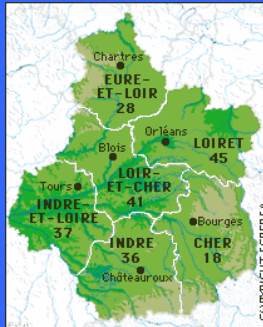 Chartres
EURE-
ET-LOIR
28
Orléans
LOIRET
45
Blois
LOIR-
ET-CHER
41
Tours
INDRE-
ET-LOIRE
37
Bourges
CHER
18
INDRE
36
Châteauroux